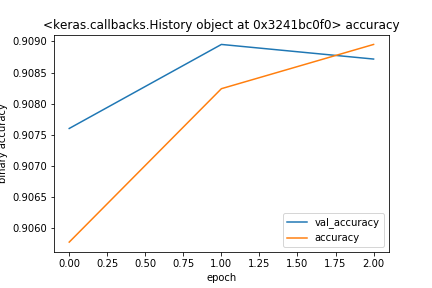 <keras.callbacks.History object at 0x3241bc0f0> accuracy
0.9090
0.9085
0.9080
0.9075
0.9070
0.9065
0.9060
binary accuracy
val_accuracy
accuracy
0.00 0.25 0.50 0.75 1.00 1.25 1.50 1.75 2.00
epoch